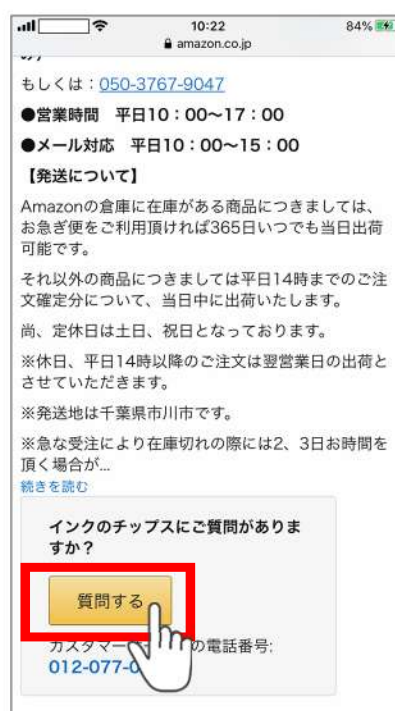 10:22
84%
amazon.co.jp
もしくは：050-3767-9047
●営業時間　平日10：00～17：00
●メール対応　平日10：00～15：00
【発送について】
Amazonの倉庫に在庫がある商品につきましては、
お急ぎ便をご利用頂ければ365日いつでも当日出荷
可能です。
それ以外の商品につきましては平日14時までのご注
文確定分について、当日中に出荷いたします。
尚、定休日は土日、祝日となっております。
※休日、平日14時以降のご注文は翌営業日の出荷と
させていただきます。
※発送地は千葉県市川市です。
※急な受注により在庫切れの際には2、3日お時間を
頂く場合が...
続きを読む
インクのチップスにご質問がありま
すか？
質問する
カスタマー の電話番号:
012-077-0